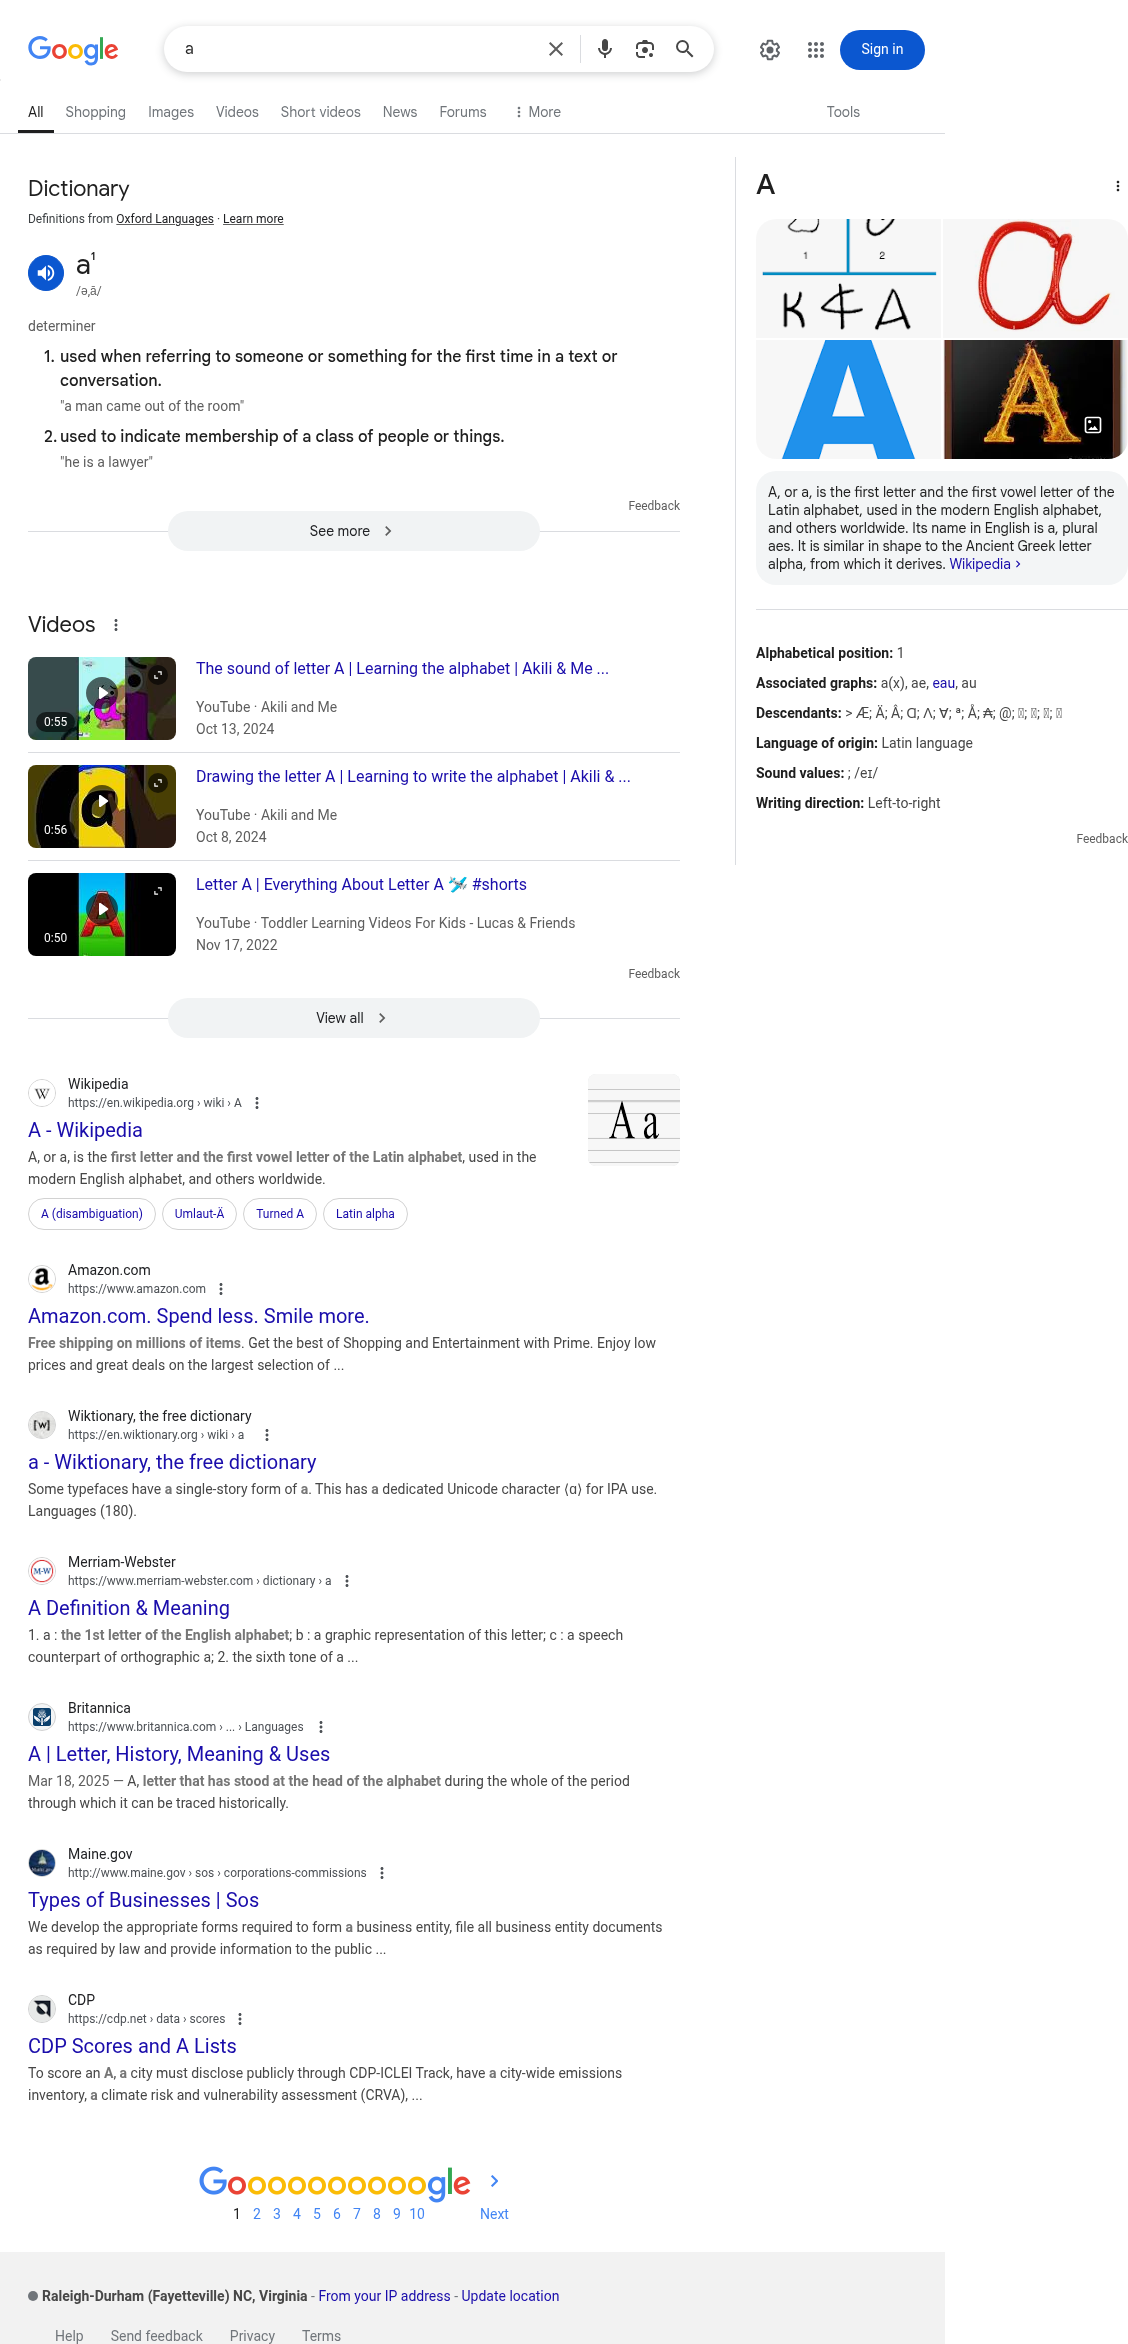 Google
a
Sign in
All Shopping Images Videos Short videos News Forums More Tools
Dictionary
Definitions from Oxford Languages · Learn more
a¹
/ə,ā/
determiner
1. used when referring to someone or something for the first time in a text or
conversation.
"a man came out of the room"
2. used to indicate membership of a class of people or things.
"he is a lawyer"
Feedback
See more
Videos
0:55
The sound of letter A | Learning the alphabet | Akili & Me ...
YouTube · Akili and Me
Oct 13, 2024
a
0:56
Drawing the letter A | Learning to write the alphabet | Akili & ...
YouTube · Akili and Me
Oct 8, 2024
A
0:50
Letter A | Everything About Letter A 🛩️ #shorts
YouTube · Toddler Learning Videos For Kids - Lucas & Friends
Nov 17, 2022
Feedback
View all
W
Wikipedia
https://en.wikipedia.org › wiki › A
A - Wikipedia
A, or a, is the first letter and the first vowel letter of the Latin alphabet, used in the
modern English alphabet, and others worldwide.
A a
A (disambiguation) Umlaut-Ä Turned A Latin alpha
a
Amazon.com
https://www.amazon.com
Amazon.com. Spend less. Smile more.
Free shipping on millions of items. Get the best of Shopping and Entertainment with Prime. Enjoy low
prices and great deals on the largest selection of ...
[w]
Wiktionary, the free dictionary
https://en.wiktionary.org › wiki › a
a - Wiktionary, the free dictionary
Some typefaces have a single-story form of a. This has a dedicated Unicode character ⟨ɑ⟩ for IPA use.
Languages (180).
M-W
Merriam-Webster
https://www.merriam-webster.com › dictionary › a
A Definition & Meaning
1. a : the 1st letter of the English alphabet; b : a graphic representation of this letter; c : a speech
counterpart of orthographic a; 2. the sixth tone of a ...
Britannica
https://www.britannica.com › ... › Languages
A | Letter, History, Meaning & Uses
Mar 18, 2025 — A, letter that has stood at the head of the alphabet during the whole of the period
through which it can be traced historically.
Maine.gov
http://www.maine.gov › sos › corporations-commissions
Types of Businesses | Sos
We develop the appropriate forms required to form a business entity, file all business entity documents
as required by law and provide information to the public ...
CDP
https://cdp.net › data › scores
CDP Scores and A Lists
To score an A, a city must disclose publicly through CDP-ICLEI Track, have a city-wide emissions
inventory, a climate risk and vulnerability assessment (CRVA), ...
Goooooooooogle
1 2 3 4 5 6 7 8 9 10 Next
Raleigh-Durham (Fayetteville) NC, Virginia - From your IP address - Update location
Help Send feedback Privacy Terms
A
1 2
a
A
A
A, or a, is the first letter and the first vowel letter of the
Latin alphabet, used in the modern English alphabet,
and others worldwide. Its name in English is a, plural
aes. It is similar in shape to the Ancient Greek letter
alpha, from which it derives. Wikipedia ›
Alphabetical position: 1
Associated graphs: a(x), ae, eau, au
Descendants: > Æ; Ä; Â; Ɑ; Λ; Ɐ; ª; Å; ₳; @;
Language of origin: Latin language
Sound values: ; /eɪ/
Writing direction: Left-to-right
Feedback